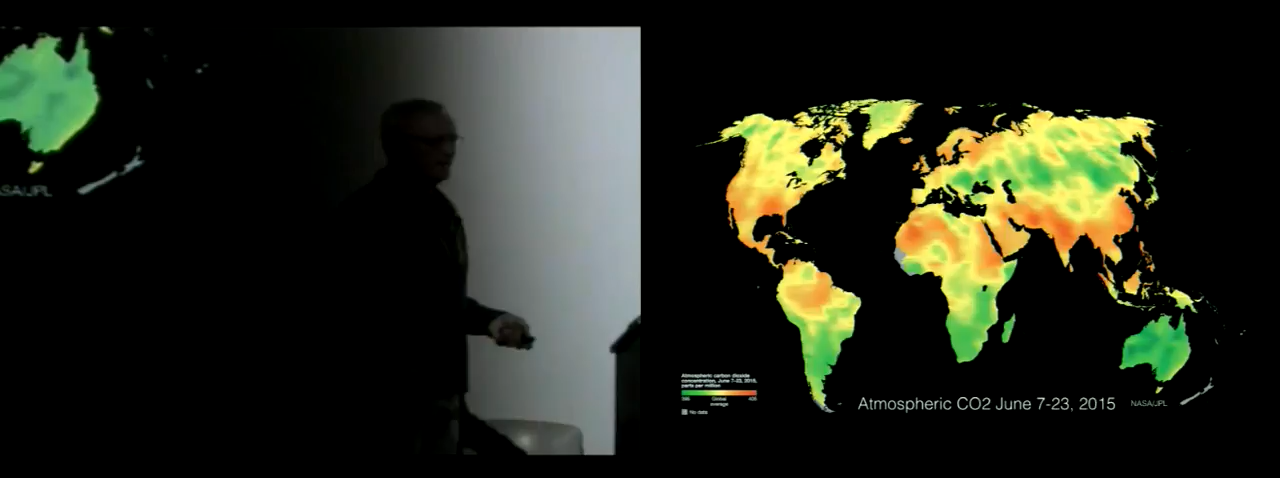 SA/JPL
Atmospheric carbon dioxide
concentration, June 7-23, 2015,
parts per million
Global
average
No data
Atmospheric CO2 June 7-23, 2015
NASA/JPL